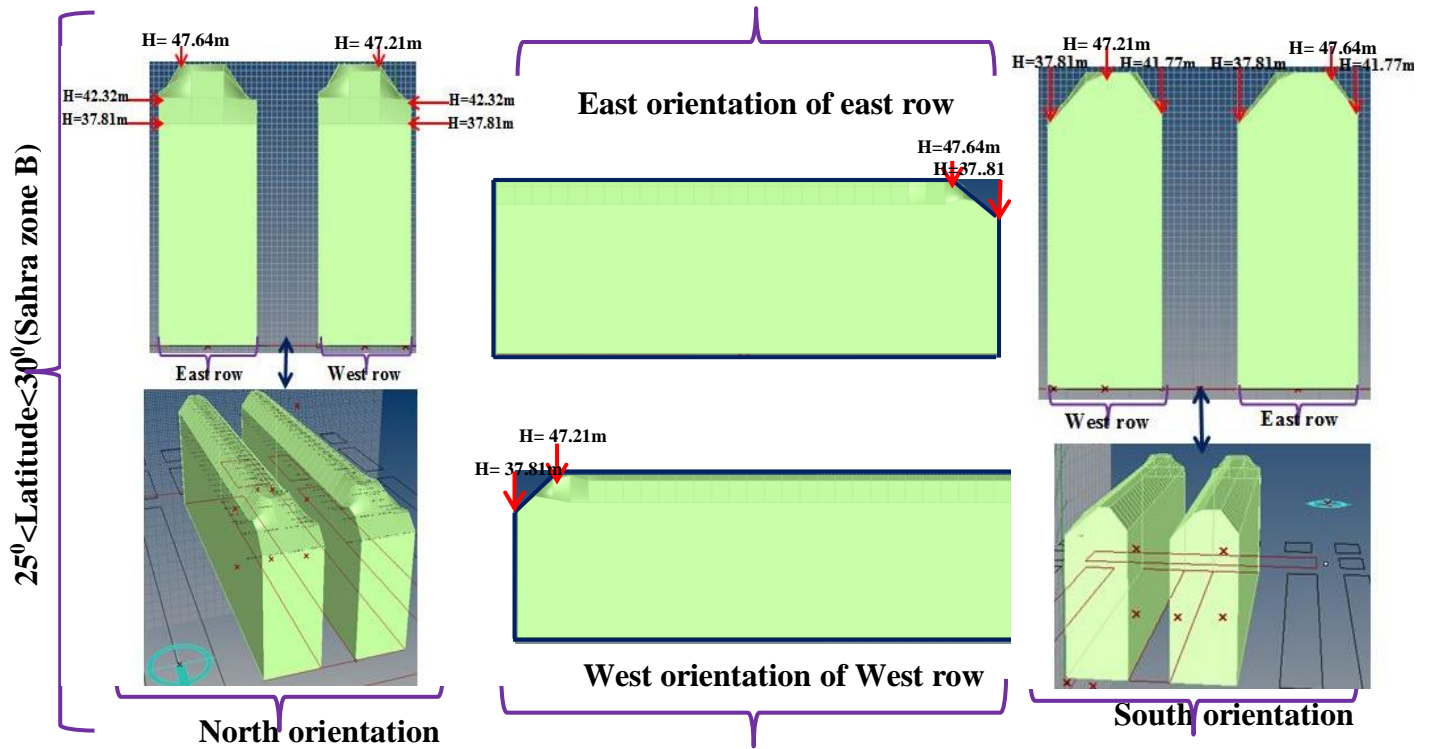 25⁰<Latitude<30⁰(Sahra zone B)
H= 47.64m
H= 47.21m
H=42.32m
H=37.81m
H=42.32m
H=37.81m
East row
West row
North orientation
East orientation of east row
H=47.64m
H=37..81
H= 47.21m
H= 37.81m
West orientation of West row
H= 47.21m
H=37.81m
H=41.77m
H= 47.64m
H=37.81m
H=41.77m
West row
East row
South orientation